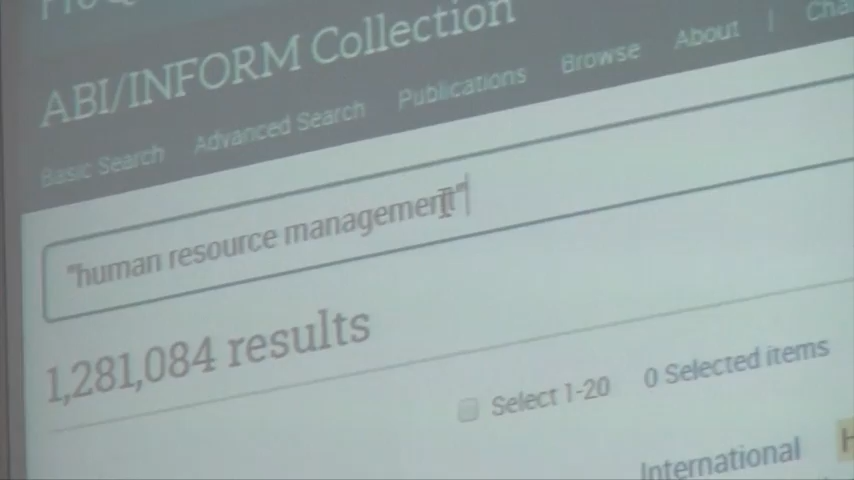 ABI/INFORM Collection
Basic Search Advanced Search Publications Browse About |
"human resource management"
1,281,084 results
Select 1-20 0 Selected items
International